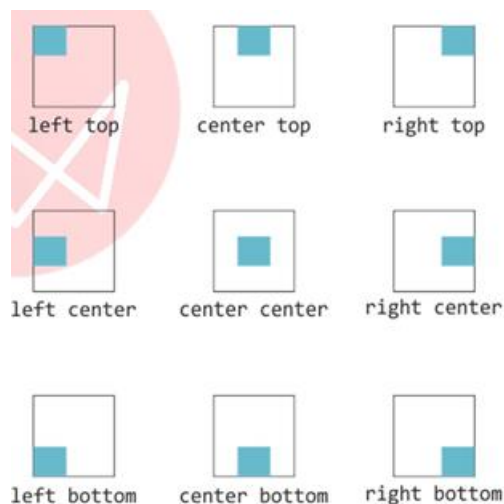 left top
center top
right top
left center
center center
right center
left bottom
center bottom
right bottom